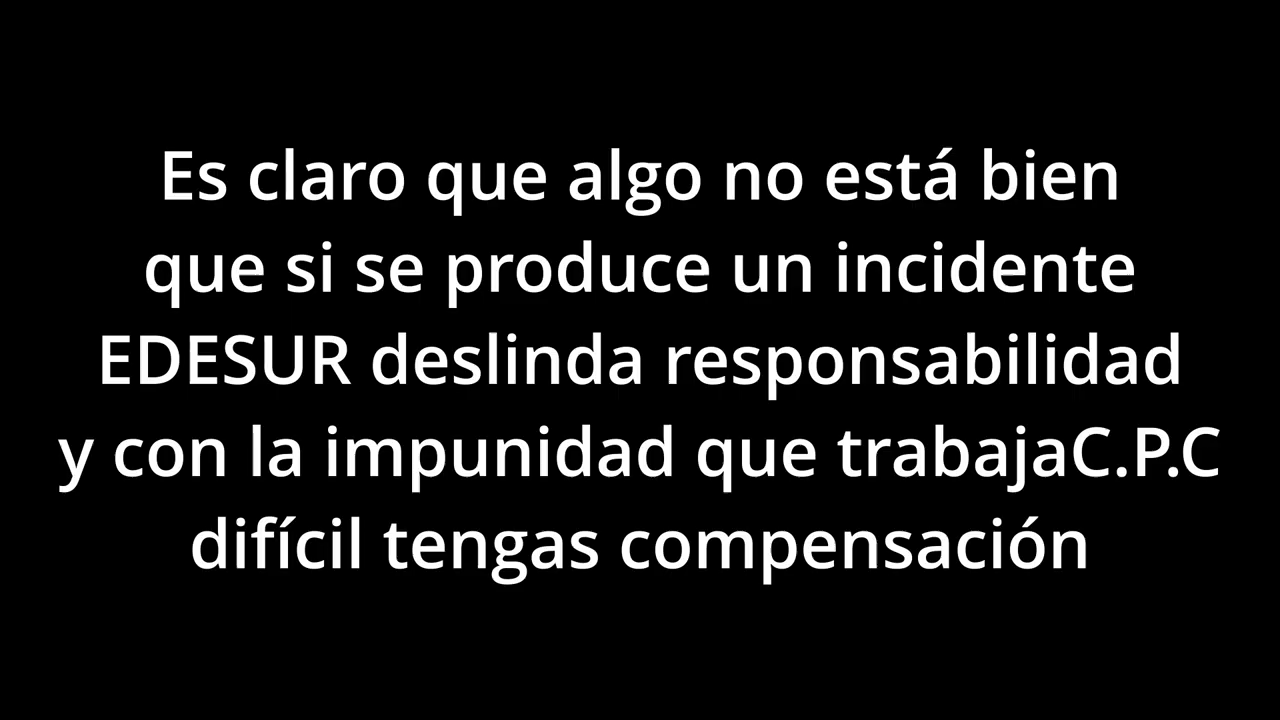 Es claro que algo no está bien
que si se produce un incidente
EDESUR deslinda responsabilidad
y con la impunidad que trabajaC.P.C
difícil tengas compensación